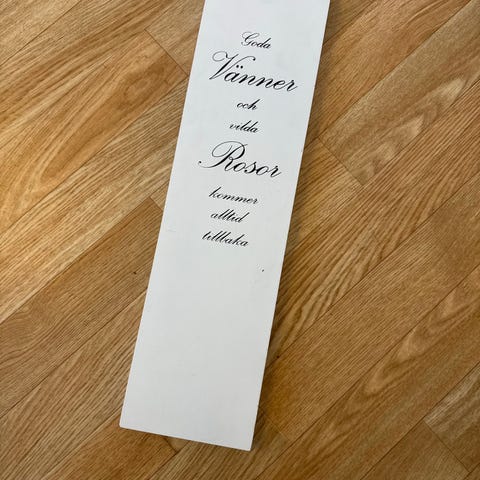 Goda
Vänner
och
vilda
Rosor
kommer
alltid
tillbaka